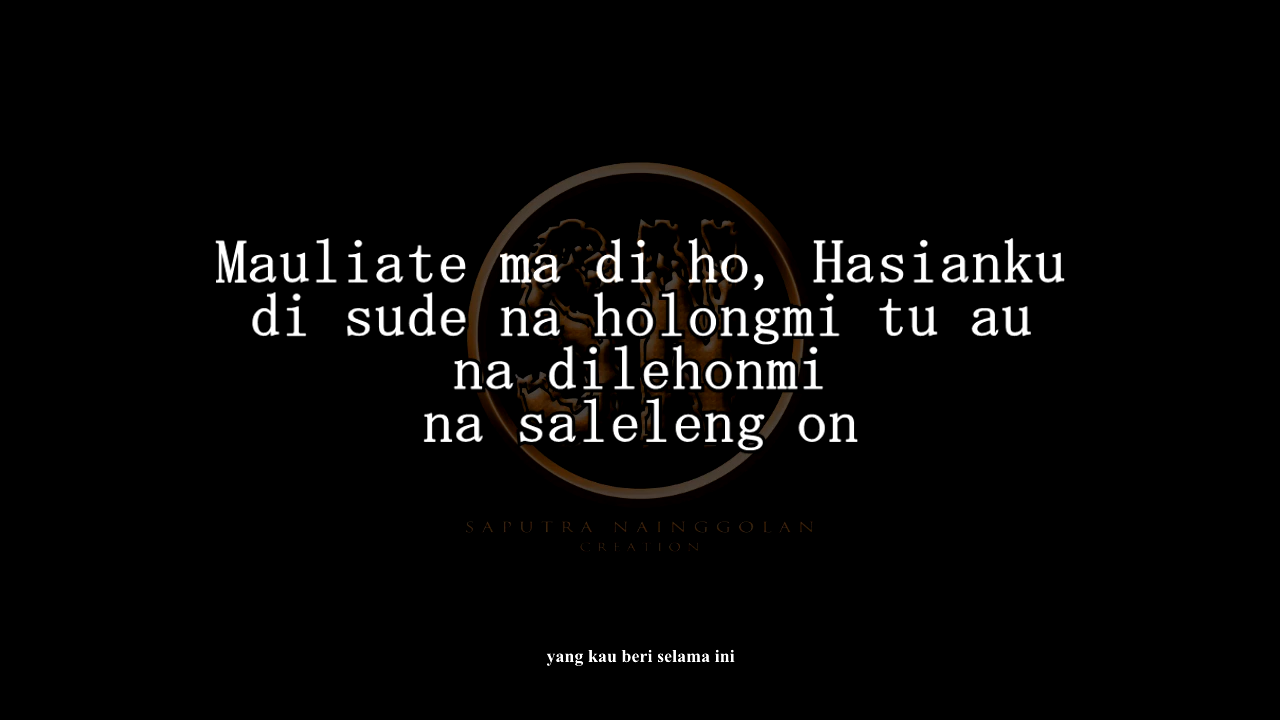 Mauliate ma di ho, Hasianku
di sude na holongmi tu au
na dilehonmi
na saleleng on
SAPUTRA NAINGGOLAN
CREATION
yang kau beri selama ini